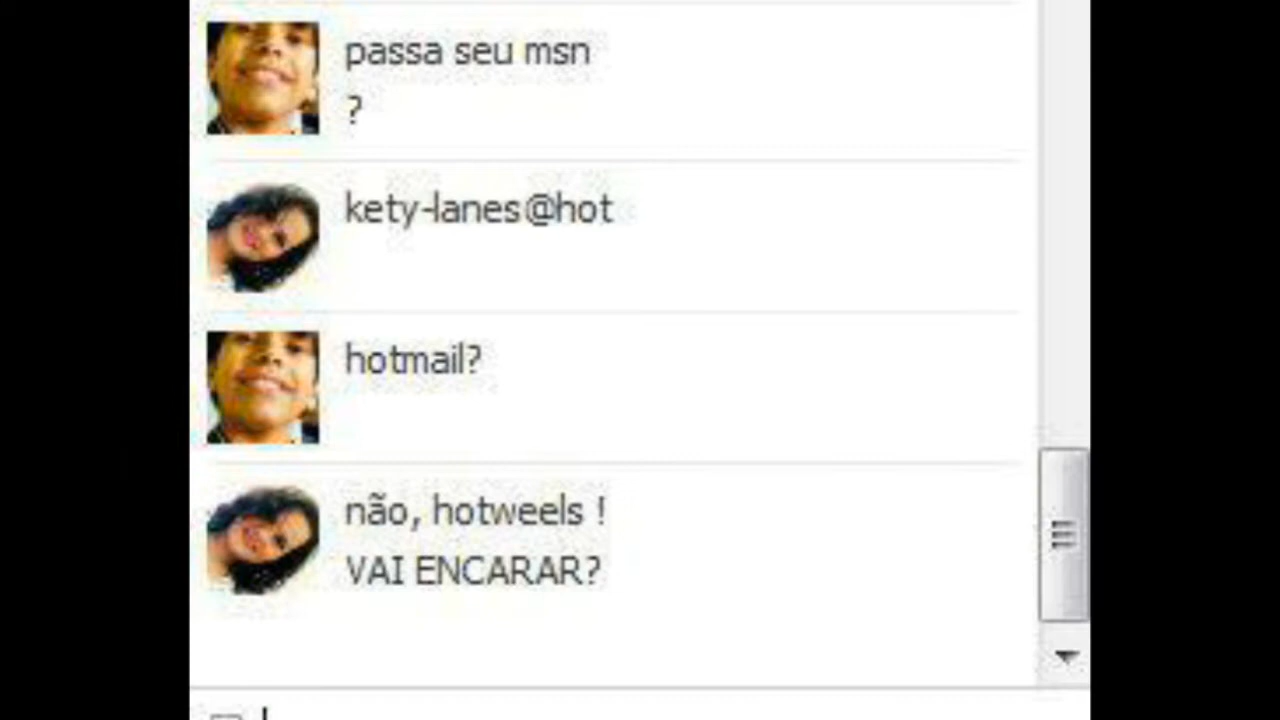 passa seu msn
?
kety-lanes@hot
hotmail?
não, hotweels !
VAI ENCARAR?